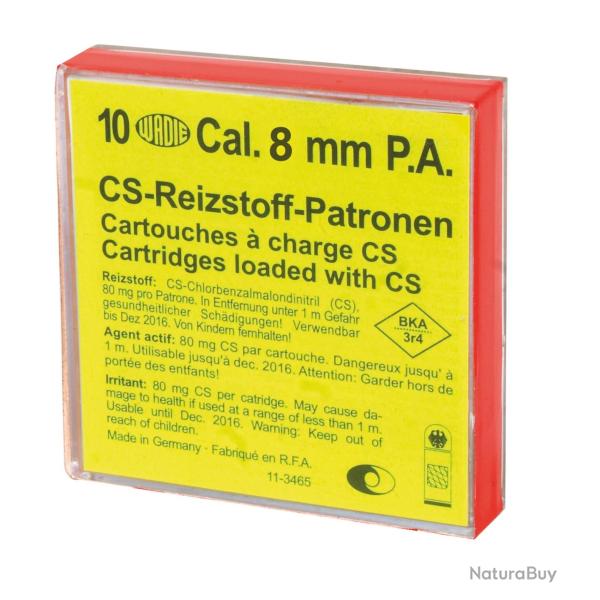 10 WADIE Cal. 8 mm P.A.
CS-Reizstoff-Patronen
Cartouches à charge CS
Cartridges loaded with CS
Reizstoff: CS-Chlorbenzalmalondinitril (CS),
80 mg pro Patrone. In Entfernung unter 1 m Gefahr
gesundheitlicher Schädigungen! Verwendbar
bis Dez 2016. Von Kindern fernhalten!
BKA
3r4
Agent actif: 80 mg CS par cartouche. Dangereux jusqu' à
1 m. Utilisable jusqu'à dec. 2016. Attention: Garder hors de
portée des entfants!
Irritant: 80 mg CS per catridge. May cause da-
mage to health if used at a range of less than 1 m.
Usable until Dec. 2016. Warning: Keep out of
reach of children.
Made in Germany - Fabriqué en R.F.A.
11-3465
NaturaBuy